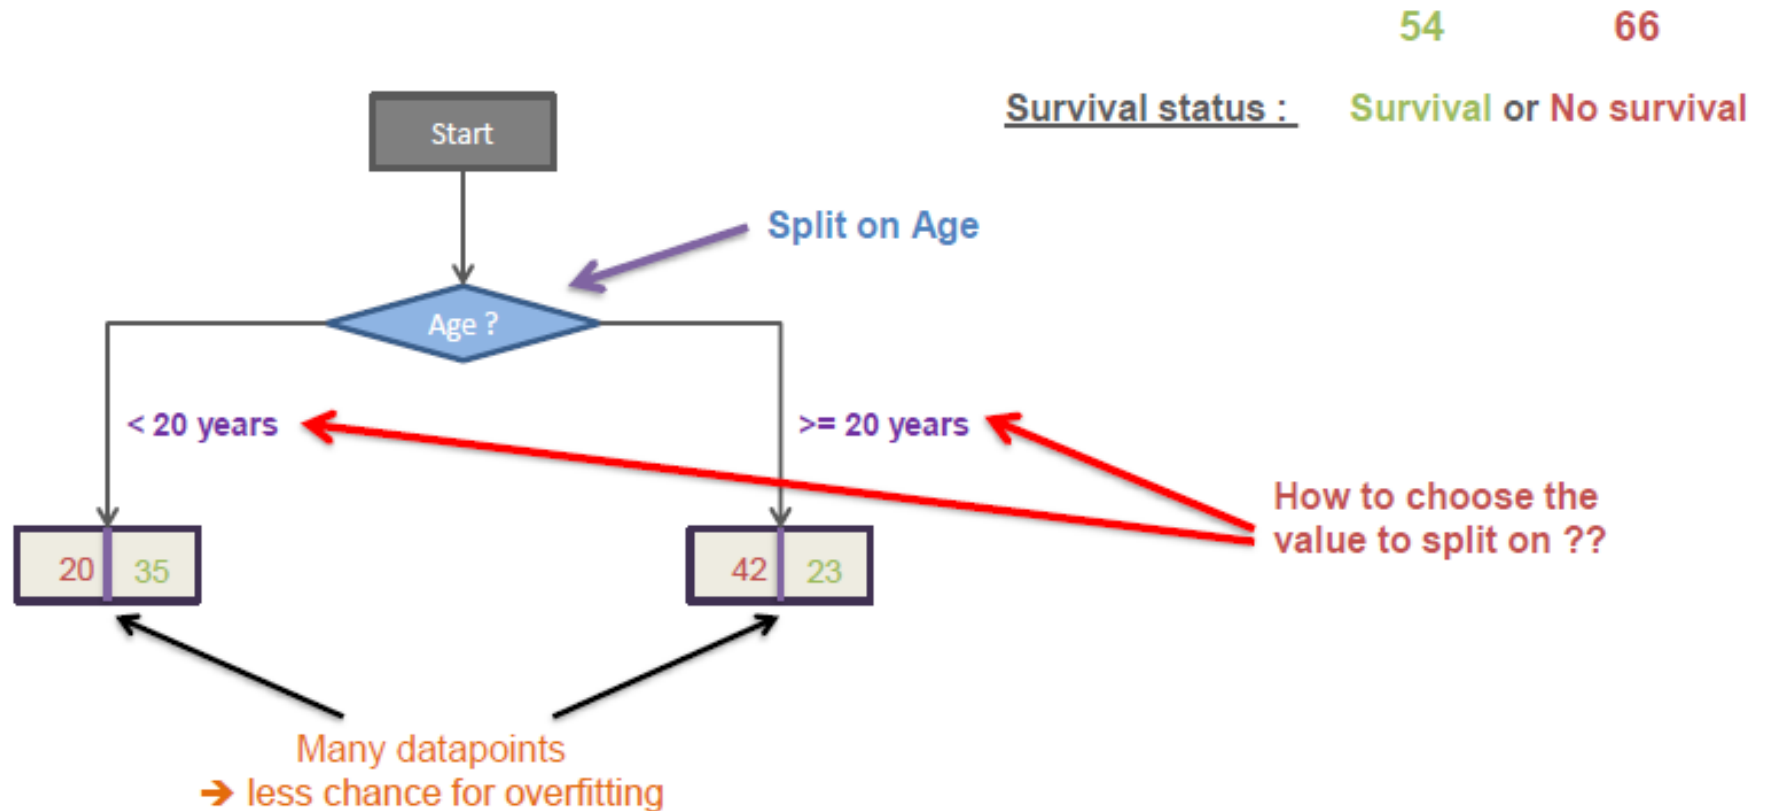 54 66
Survival status : Survival or No survival
Start
Split on Age
Age ?
< 20 years
>= 20 years
How to choose the
value to split on ??
20 35
42 23
Many datapoints
➔ less chance for overfitting